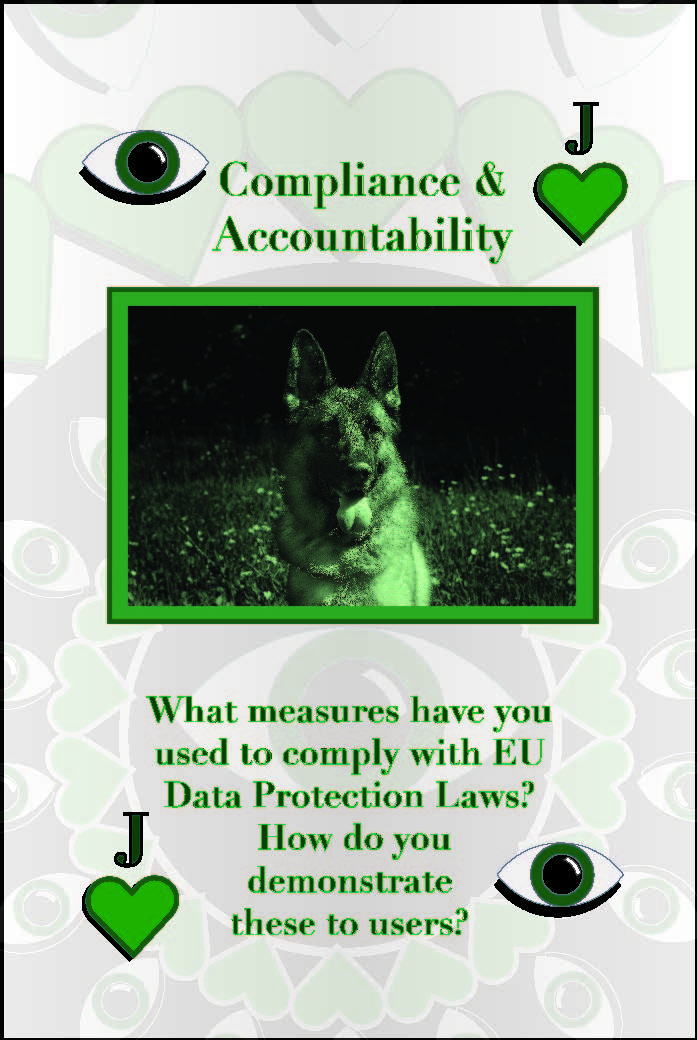 J
Compliance &
Accountability
What measures have you
used to comply with EU
Data Protection Laws?
How do you
demonstrate
these to users?
J